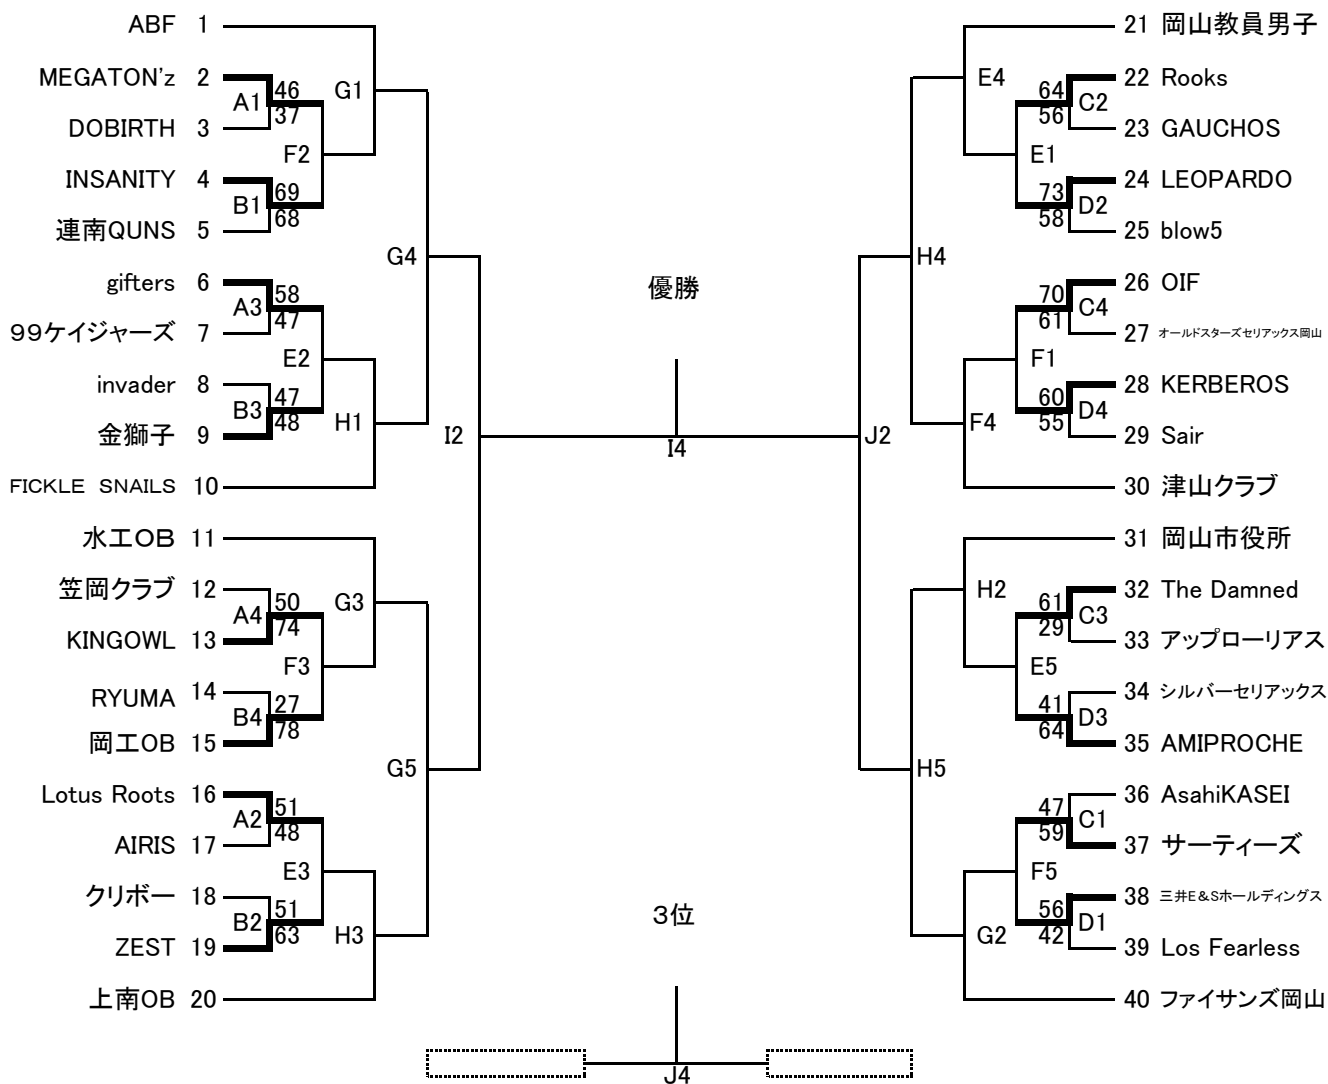 ABF 1
MEGATON'z 2
A1 46
37
DOBIRTH 3
F2
G1
INSANITY 4
B1 69
68
連南QUNS 5
G4
gifters 6
A3 58
47
99ケイジャーズ 7
E2
invader 8
B3 47
48
金獅子 9
H1
FICKLE SNAILS 10
I2
水工OB 11
笠岡クラブ 12
A4 50
74
KINGOWL 13
F3
G3
RYUMA 14
B4 27
78
岡工OB 15
G5
Lotus Roots 16
A2 51
48
AIRIS 17
E3
クリボー 18
B2 51
63
ZEST 19
H3
上南OB 20
優勝
I4
3位
J4
21 岡山教員男子
E4
22 Rooks
64 C2
56
23 GAUCHOS
E1
24 LEOPARDO
73 D2
58
25 blow5
H4
26 OIF
70 C4
61
27 オールドスターズセリアックス岡山
F1
28 KERBEROS
60 D4
55
29 Sair
F4
J2
30 津山クラブ
31 岡山市役所
H2
32 The Damned
61 C3
29
33 アップローリアス
E5
34 シルバーセリアックス
41 D3
64
35 AMIPROCHE
H5
36 AsahiKASEI
47 C1
59
37 サーティーズ
F5
38 三井E&Sホールディングス
56 D1
42
39 Los Fearless
G2
40 ファイサンズ岡山